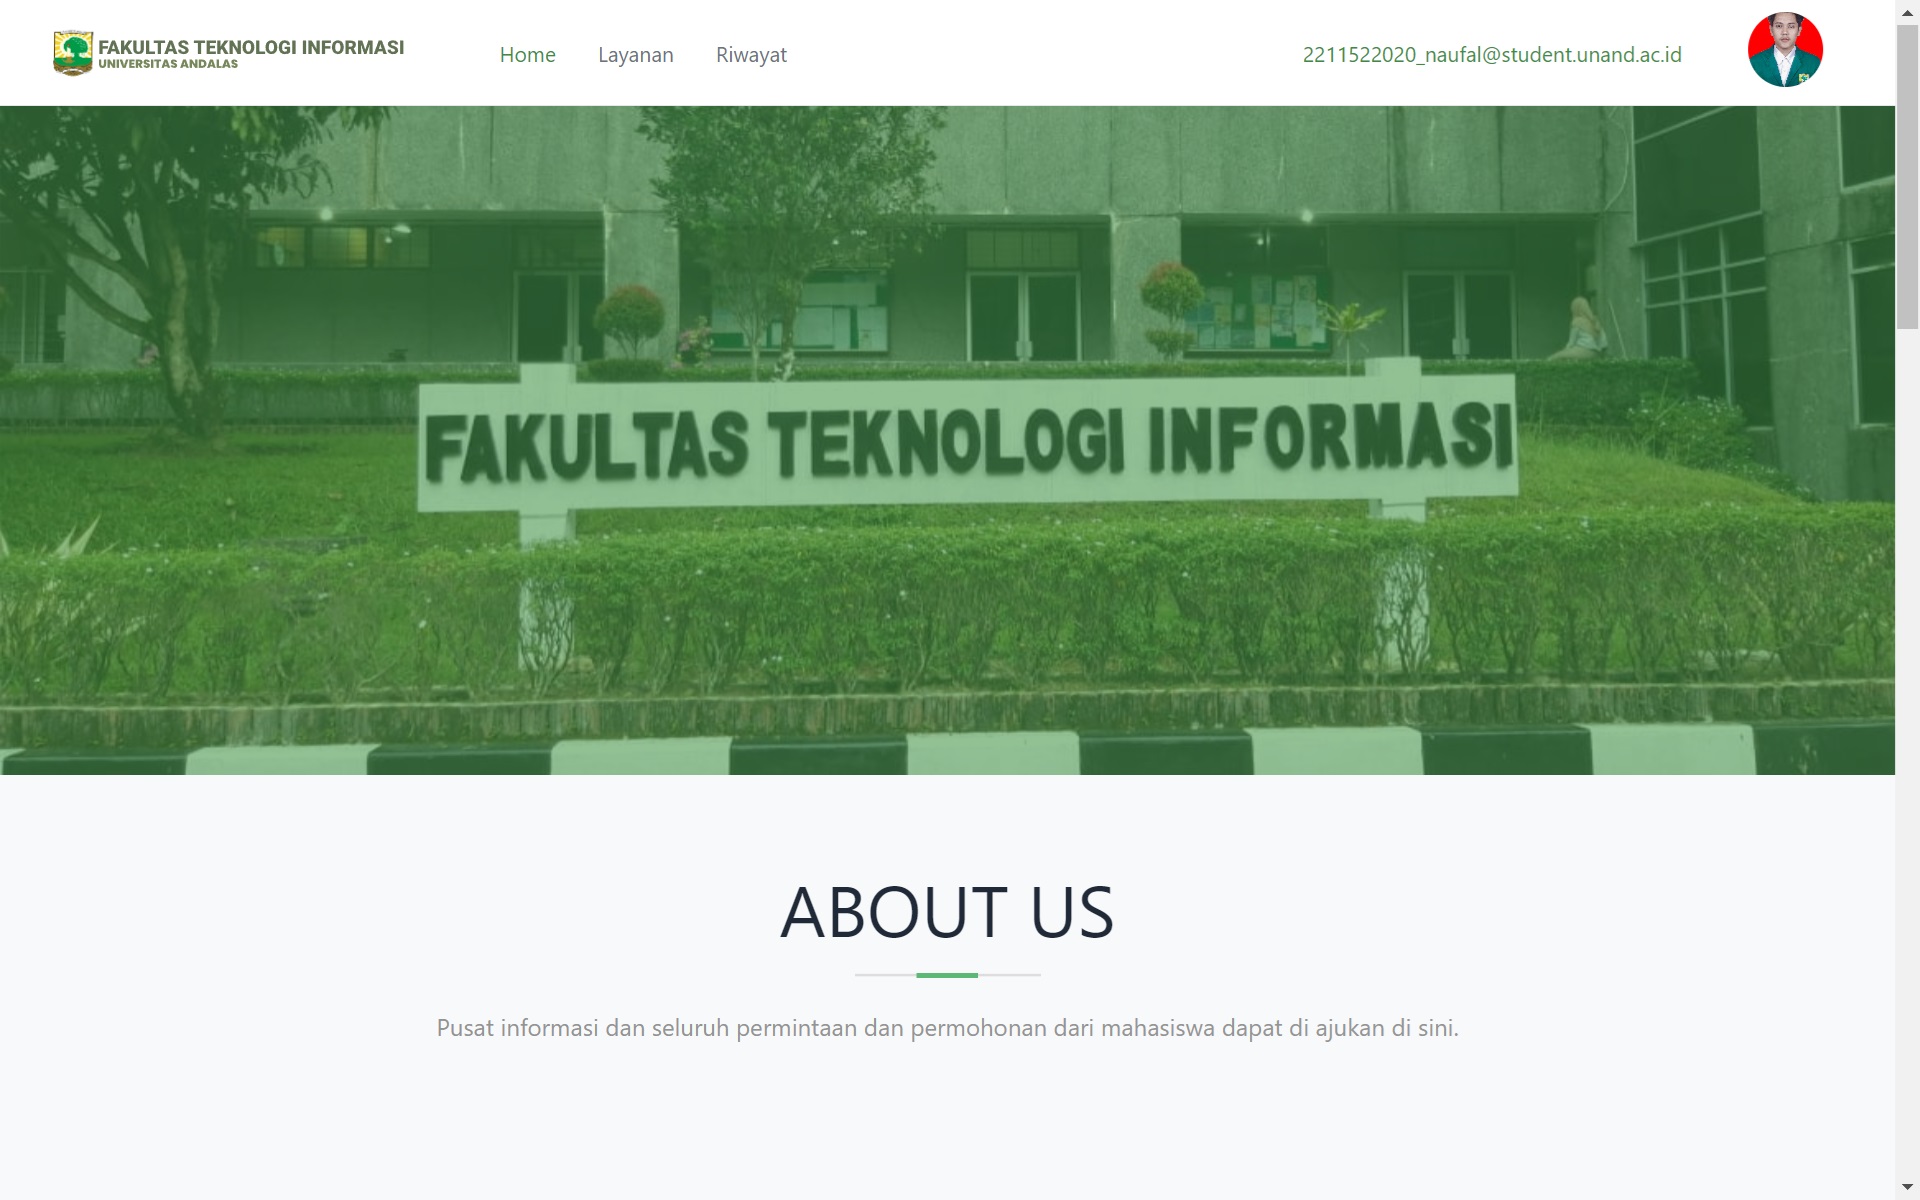 FAKULTAS TEKNOLOGI INFORMASI
UNIVERSITAS ANDALAS
Home
Layanan
Riwayat
2211522020_naufal@student.unand.ac.id
FAKULTAS TEKNOLOGI INFORMASI
ABOUT US
Pusat informasi dan seluruh permintaan dan permohonan dari mahasiswa dapat di ajukan di sini.